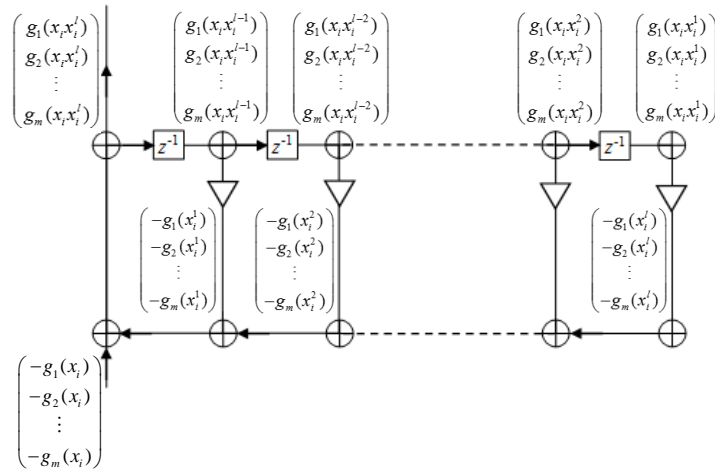 g₁(xᵢxᵢˡ) g₁(xᵢxᵢˡ⁻¹) g₁(xᵢxᵢˡ⁻²) g₁(xᵢxᵢ²) g₁(xᵢxᵢ¹)
g₂(xᵢxᵢˡ) g₂(xᵢxᵢˡ⁻¹) g₂(xᵢxᵢˡ⁻²) g₂(xᵢxᵢ²) g₂(xᵢxᵢ¹)
⋮ ⋮ ⋮ ⋮ ⋮
gₘ(xᵢxᵢˡ) gₘ(xᵢxᵢˡ⁻¹) gₘ(xᵢxᵢˡ⁻²) gₘ(xᵢxᵢ²) gₘ(xᵢxᵢ¹)
z⁻¹ z⁻¹ z⁻¹
−g₁(xᵢ¹) −g₁(xᵢ²) −g₁(xᵢˡ)
−g₂(xᵢ¹) −g₂(xᵢ²) −g₂(xᵢˡ)
⋮ ⋮ ⋮
−gₘ(xᵢ¹) −gₘ(xᵢ²) −gₘ(xᵢˡ)
−g₁(xᵢ)
−g₂(xᵢ)
⋮
−gₘ(xᵢ)